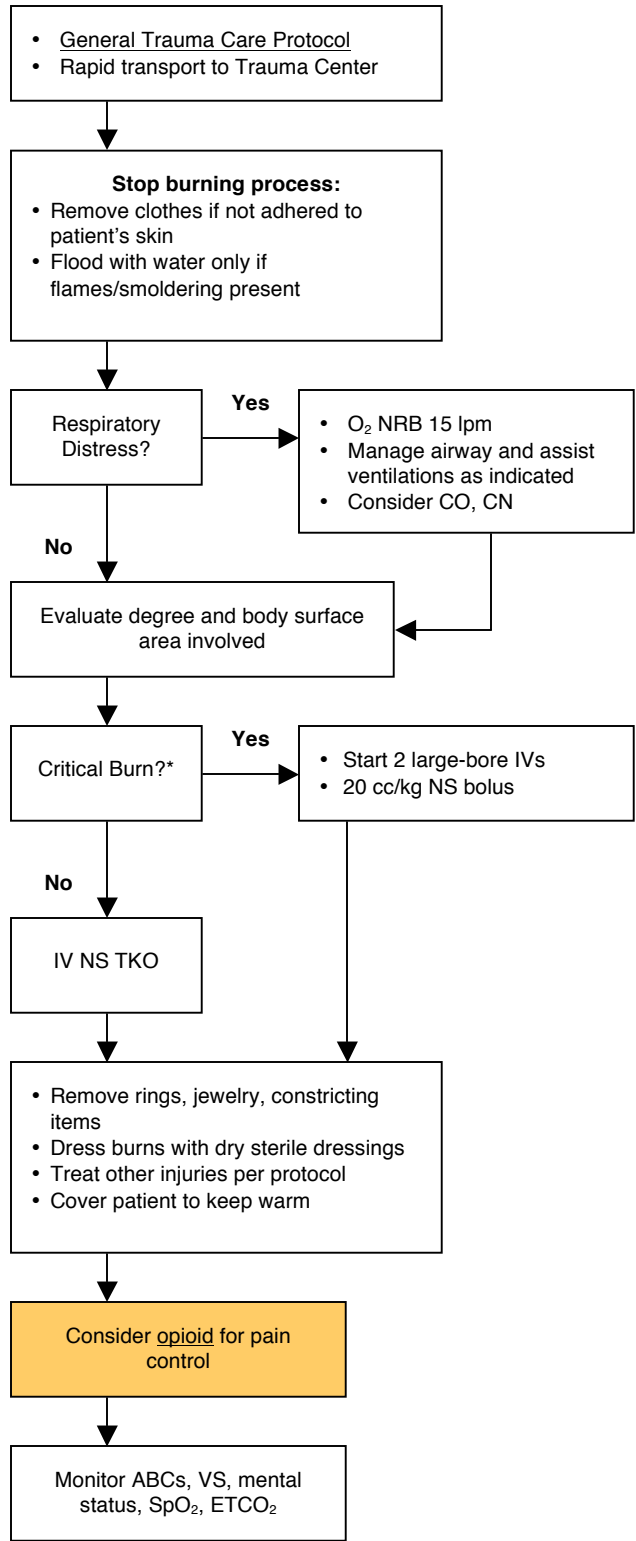 • General Trauma Care Protocol
• Rapid transport to Trauma Center
Stop burning process:
• Remove clothes if not adhered to
patient’s skin
• Flood with water only if
flames/smoldering present
Respiratory
Distress?
Yes
• O₂ NRB 15 lpm
• Manage airway and assist
ventilations as indicated
• Consider CO, CN
No
Evaluate degree and body surface
area involved
Critical Burn?*
Yes
• Start 2 large-bore IVs
• 20 cc/kg NS bolus
No
IV NS TKO
• Remove rings, jewelry, constricting
items
• Dress burns with dry sterile dressings
• Treat other injuries per protocol
• Cover patient to keep warm
Consider opioid for pain
control
Monitor ABCs, VS, mental
status, SpO₂, ETCO₂